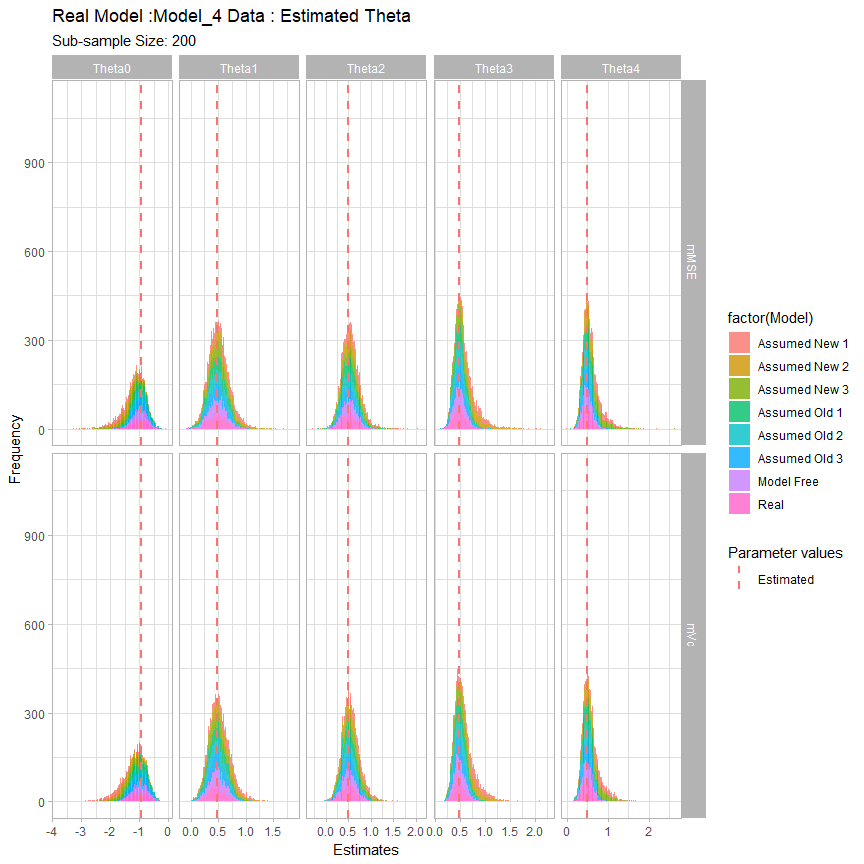 Real Model :Model_4 Data : Estimated Theta
Sub-sample Size: 200
Theta0 Theta1 Theta2 Theta3 Theta4
900
600
300
0
mMSE
900
600
300
0
mVc
Frequency
-4 -3 -2 -1 0 0.0 0.5 1.0 1.5 0.0 0.5 1.0 1.5 2.0 0.0 0.5 1.0 1.5 2.0 0 1 2
Estimates
factor(Model)
Assumed New 1
Assumed New 2
Assumed New 3
Assumed Old 1
Assumed Old 2
Assumed Old 3
Model Free
Real
Parameter values
Estimated